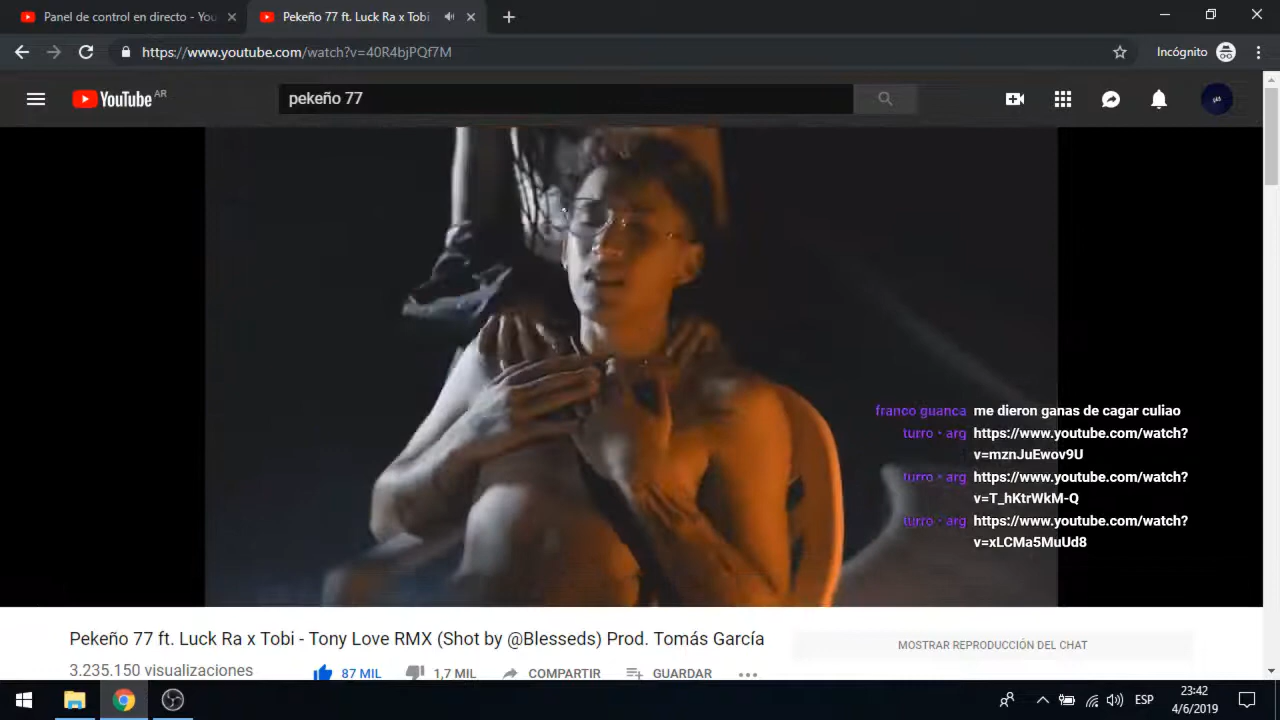 Panel de control en directo - You
Pekeño 77 ft. Luck Ra x Tobi
https://www.youtube.com/watch?v=40R4bjPQf7M
Incógnito
YouTube AR
pekeño 77
franco guanca me dieron ganas de cagar culiao
turro · arg https://www.youtube.com/watch?
v=mznJuEwov9U
turro · arg https://www.youtube.com/watch?
v=T_hKtrWkM-Q
turro · arg https://www.youtube.com/watch?
v=xLCMa5MuUd8
Pekeño 77 ft. Luck Ra x Tobi - Tony Love RMX (Shot by @Blesseds) Prod. Tomás García
MOSTRAR REPRODUCCIÓN DEL CHAT
3.235.150 visualizaciones
87 MIL
1,7 MIL
COMPARTIR
GUARDAR
ESP
23:42
4/6/2019